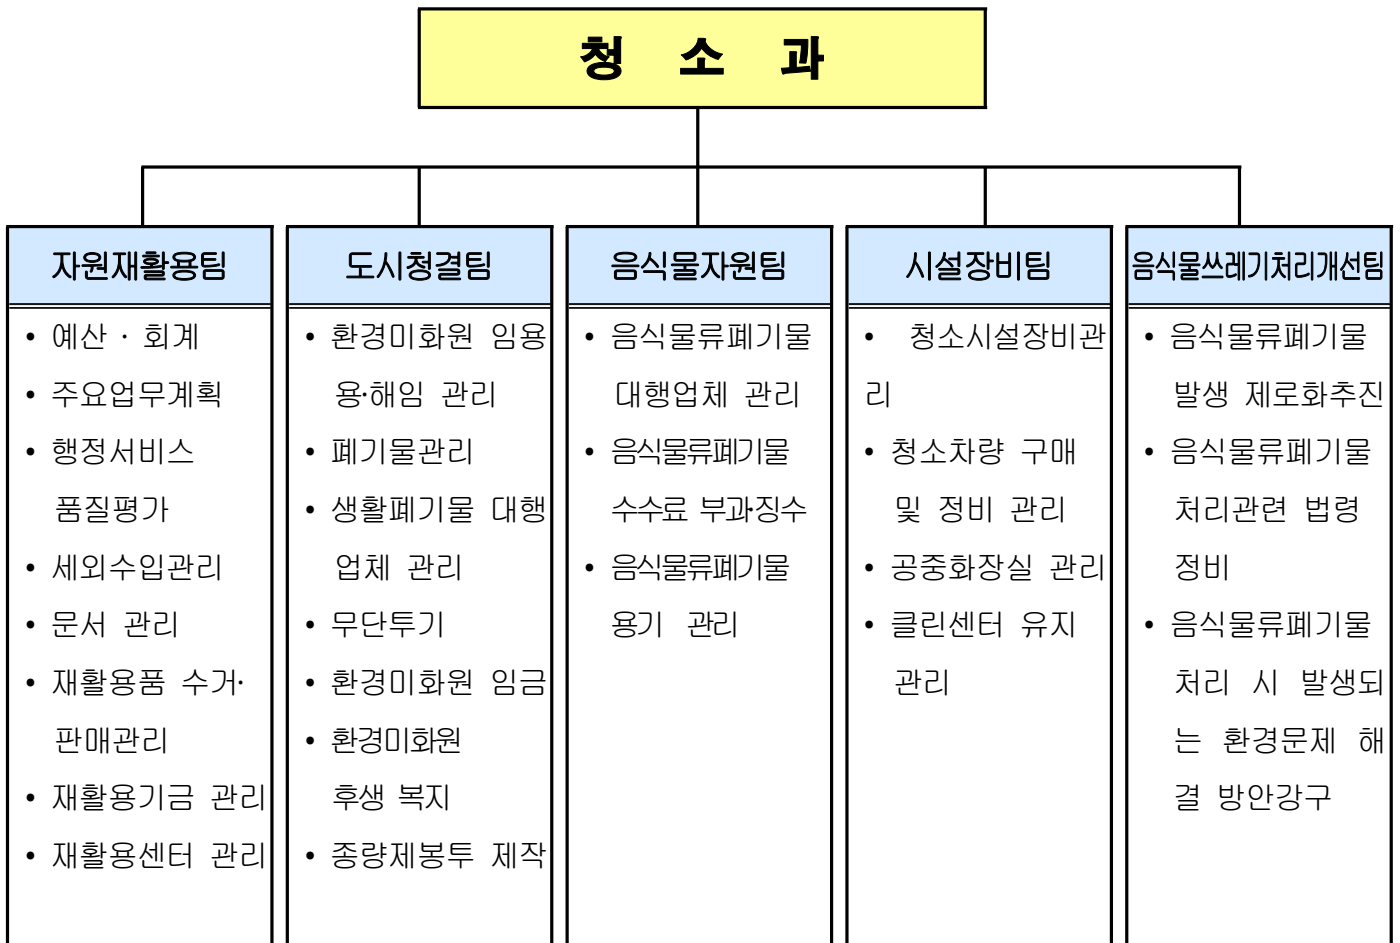 청 소 과
자원재활용팀
• 예산 · 회계
• 주요업무계획
• 행정서비스
품질평가
• 세외수입관리
• 문서 관리
• 재활용품 수거·
판매관리
• 재활용기금 관리
• 재활용센터 관리
도시청결팀
• 환경미화원 임용
용·해임 관리
• 폐기물관리
• 생활폐기물 대행
업체 관리
• 무단투기
• 환경미화원 임금
• 환경미화원
후생 복지
• 종량제봉투 제작
음식물자원팀
• 음식물류폐기물
대행업체 관리
• 음식물류폐기물
수수료 부과·징수
• 음식물류폐기물
용기 관리
시설장비팀
• 청소시설장비관
리
• 청소차량 구매
및 정비 관리
• 공중화장실 관리
• 클린센터 유지
관리
음식물쓰레기처리개선팀
• 음식물류폐기물
발생 제로화추진
• 음식물류폐기물
처리관련 법령
정비
• 음식물류폐기물
처리 시 발생되
는 환경문제 해
결 방안강구